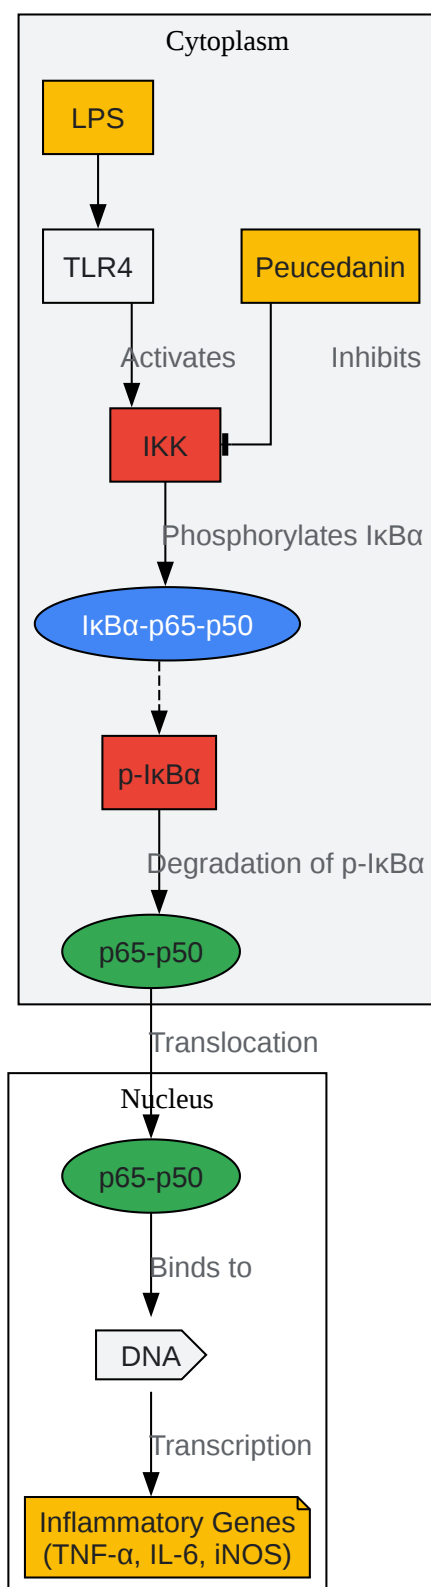 Cytoplasm
LPS
TLR4
Peucedanin
Activates
Inhibits
IKK
Phosphorylates IκBα
IκBα-p65-p50
p-IκBα
Degradation of p-IκBα
p65-p50
Translocation
Nucleus
p65-p50
Binds to
DNA
Transcription
Inflammatory Genes
(TNF-α, IL-6, iNOS)